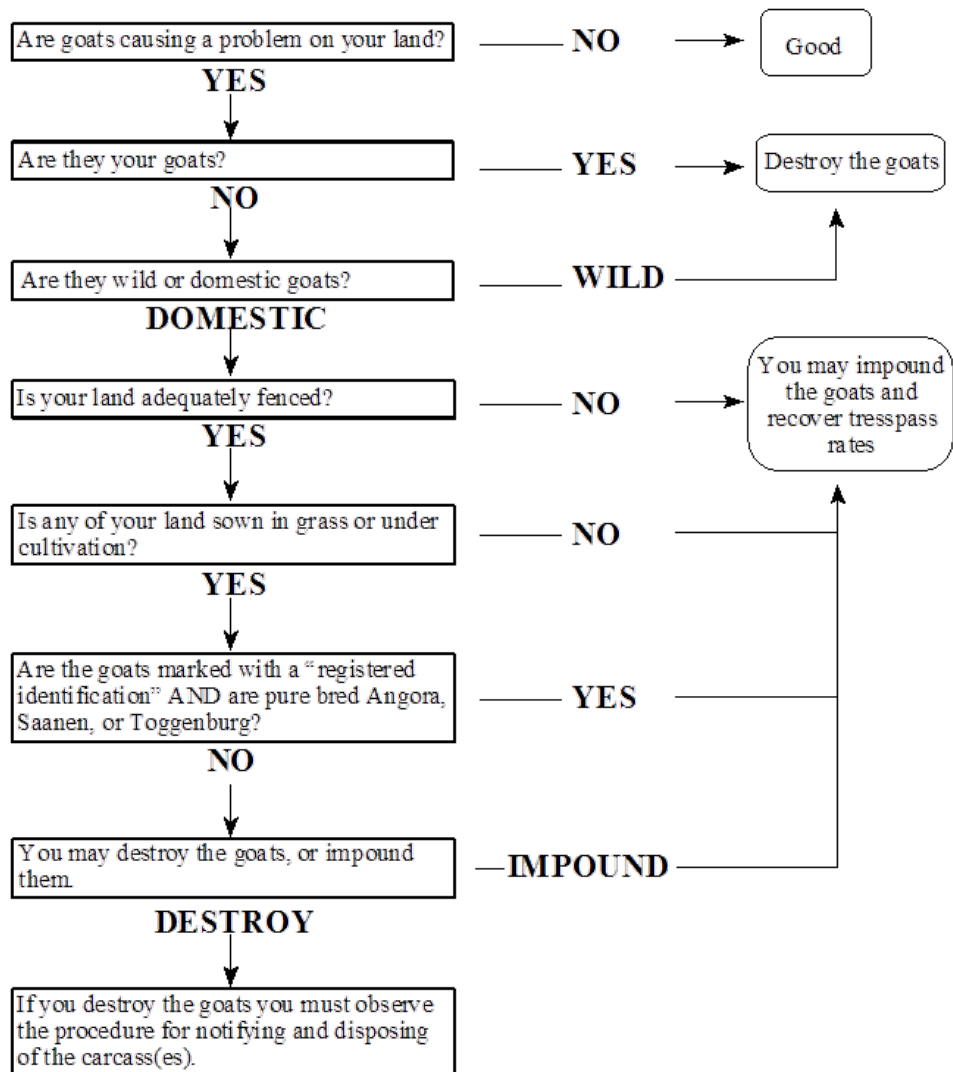 Are goats causing a problem on your land?
NO
Good
YES
Are they your goats?
YES
Destroy the goats
NO
Are they wild or domestic goats?
WILD
DOMESTIC
Is your land adequately fenced?
NO
You may impound
the goats and
recover tresspass
rates
YES
Is any of your land sown in grass or under
cultivation?
NO
YES
Are the goats marked with a “registered
identification” AND are pure bred Angora,
Saanen, or Toggenburg?
YES
NO
You may destroy the goats, or impound
them.
IMPOUND
DESTROY
If you destroy the goats you must observe
the procedure for notifying and disposing
of the carcass(es).